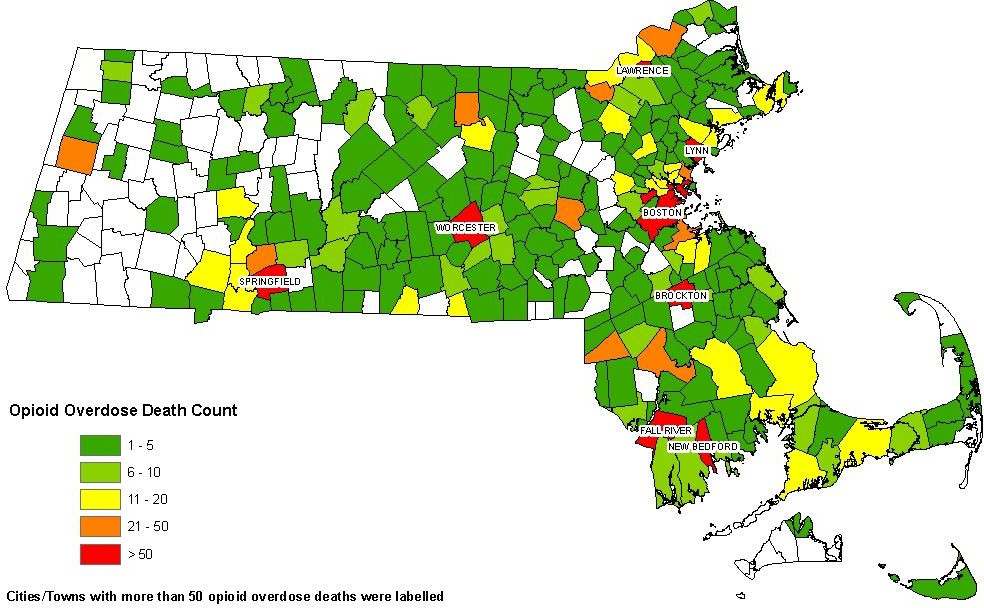 LAWRENCE
LYNN
BOSTON
WORCESTER
SPRINGFIELD
BROCKTON
FALL RIVER
NEW BEDFORD
Opioid Overdose Death Count
1 - 5
6 - 10
11 - 20
21 - 50
> 50
Cities/Towns with more than 50 opioid overdose deaths were labelled